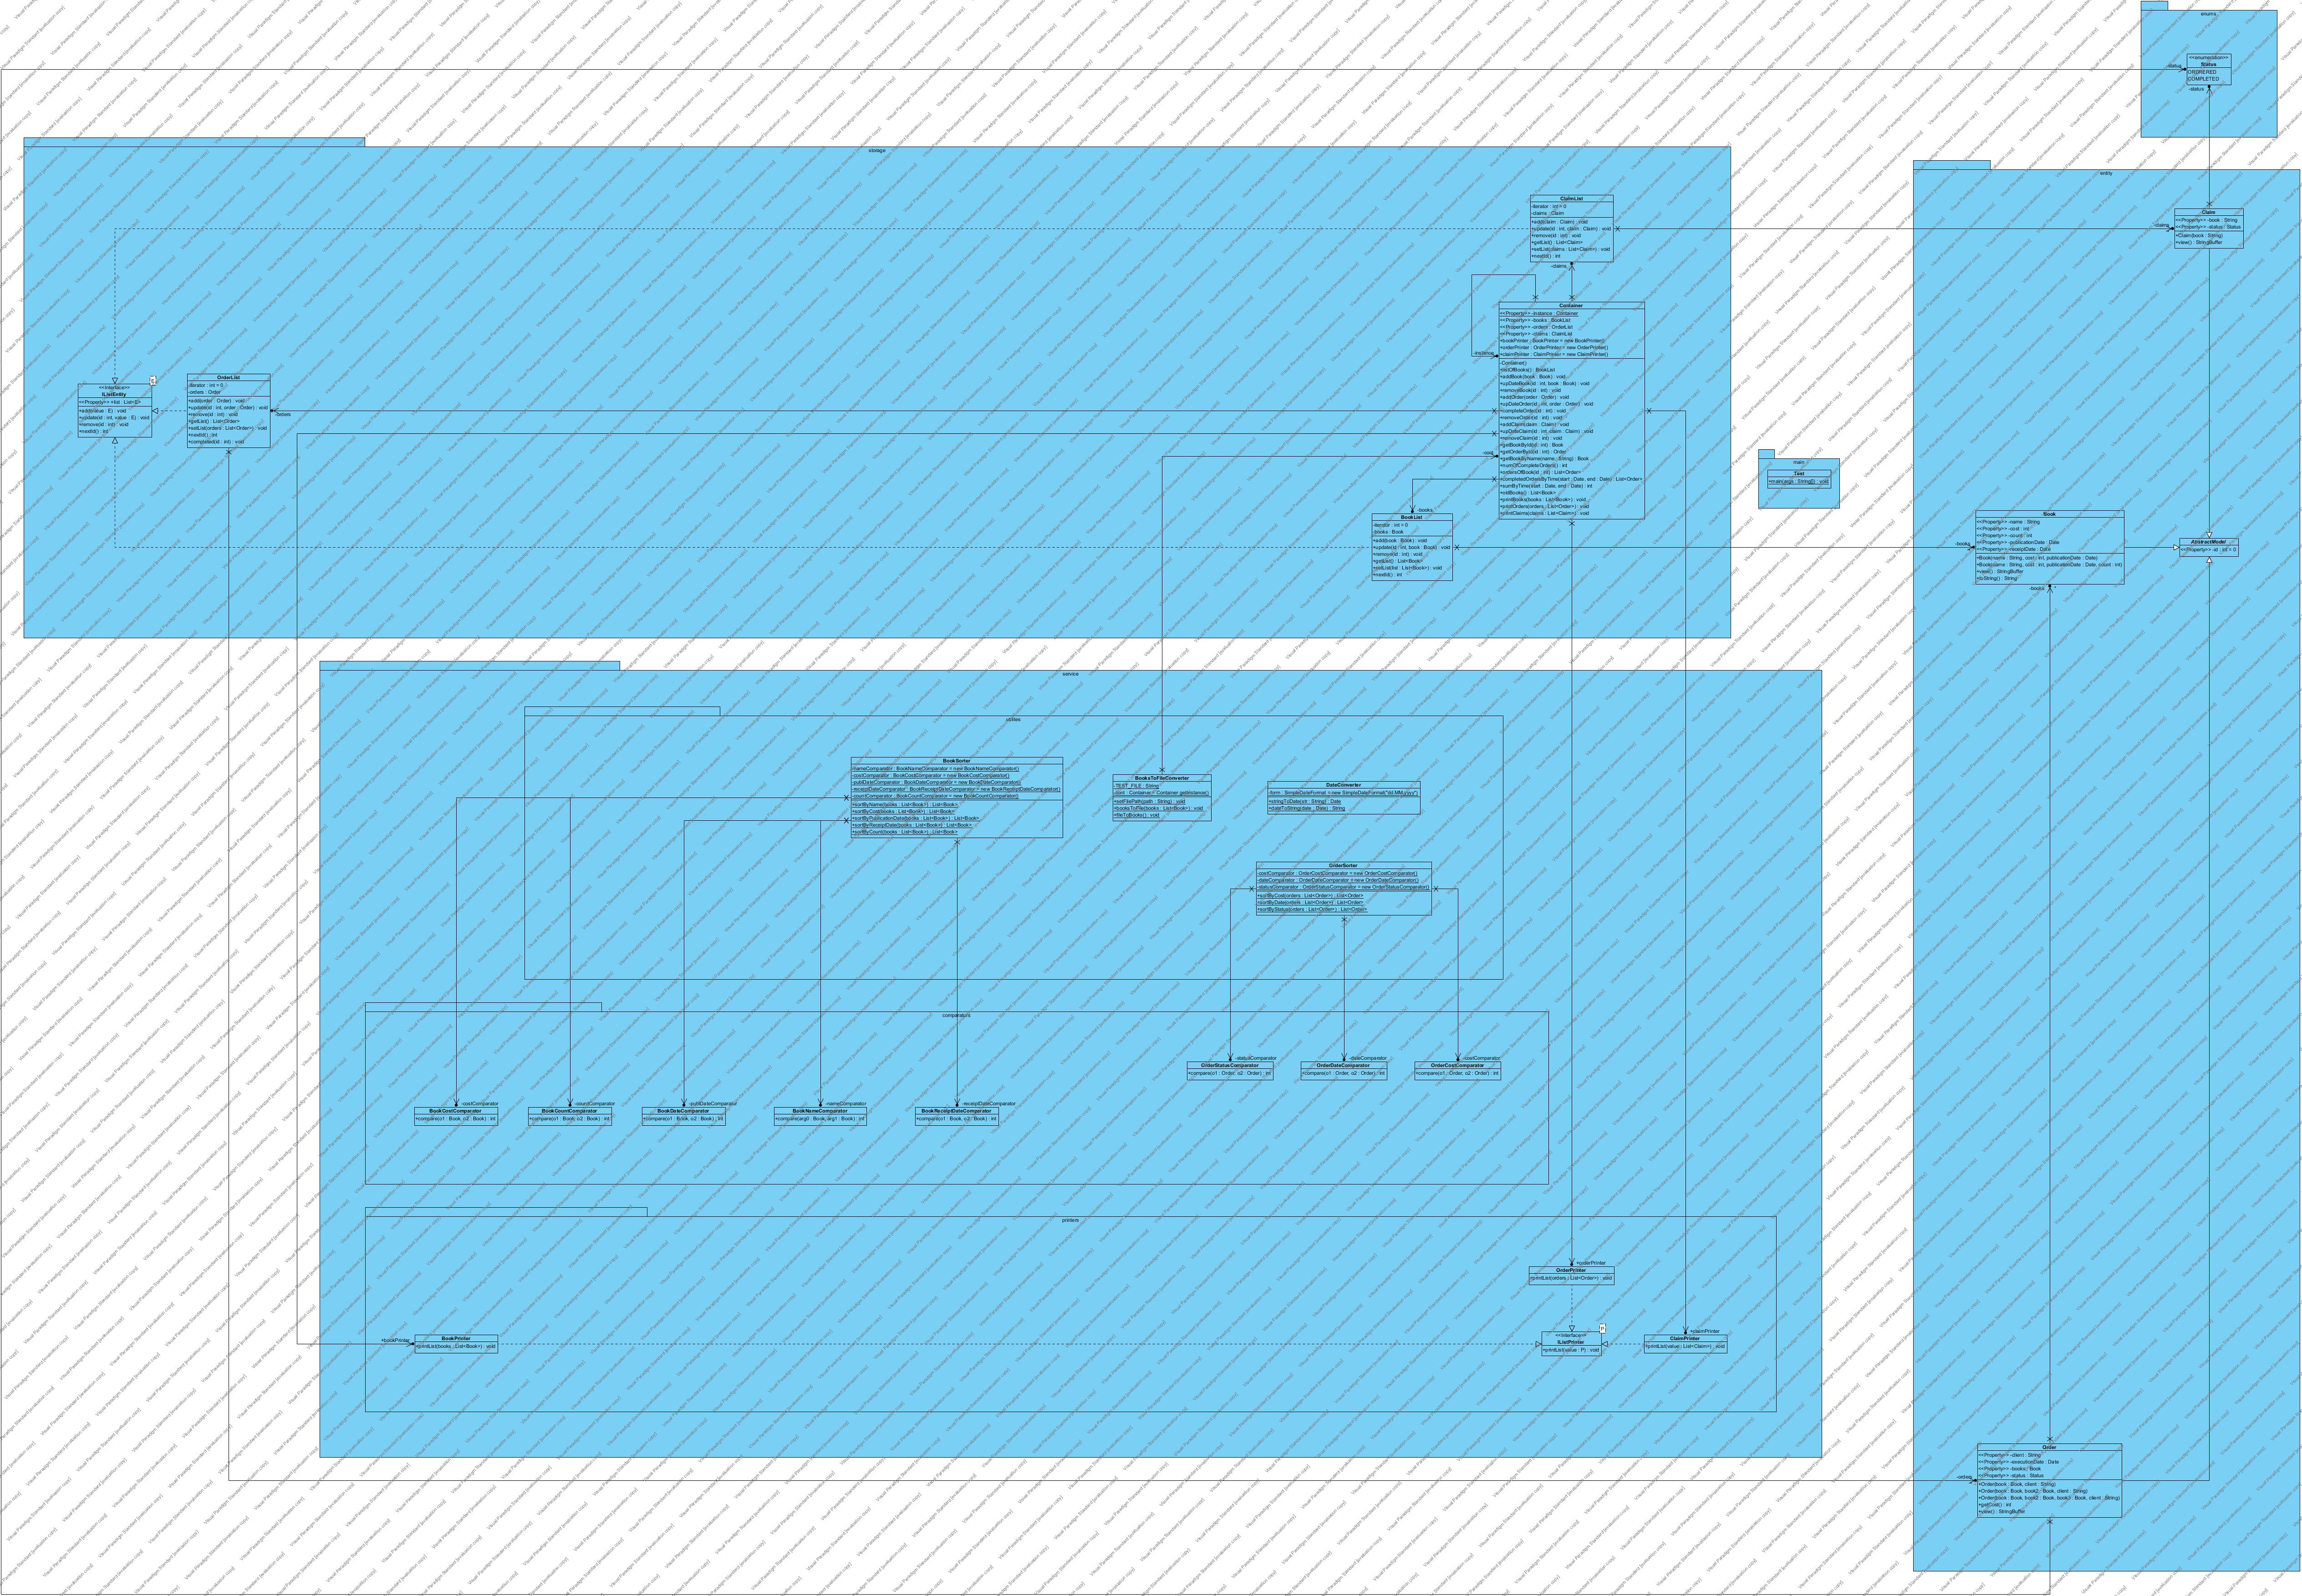 enums
<<enumeration>>
Status
ORDRERED
COMPLETED
-status
-status
storage
ClaimList
-iterator : int = 0
-claims : Claim
+add(claim : Claim) : void
+update(id : int, claim : Claim) : void
+remove(id : int) : void
+getList() : List<Claim>
+setList(claims : List<Claim>) : void
+nextId() : int
-claims
-claims
Container
<<Property>> -instance : Container
<<Property>> -books : BookList
<<Property>> -orders : OrderList
<<Property>> -claims : ClaimList
+bookPrinter : BookPrinter = new BookPrinter()
+orderPrinter : OrderPrinter = new OrderPrinter()
+claimPrinter : ClaimPrinter = new ClaimPrinter()
-Container()
+listOfBooks() : BookList
+addBook(book : Book) : void
+upDateBook(id : int, book : Book) : void
+removeBook(id : int) : void
+addOrder(order : Order) : void
+upDateOrder(id : int, order : Order) : void
+completeOrder(id : int) : void
+removeOrder(id : int) : void
+addClaim(claim : Claim) : void
+upDateClaim(id : int, claim : Claim) : void
+removeClaim(id : int) : void
+getBookById(id : int) : Book
+getOrderById(id : int) : Order
+getBookByName(name : String) : Book
+numOfCompleteOrders() : int
+ordersOfBook(id : int) : List<Order>
+completedOrdersByTime(start : Date, end : Date) : List<Order>
+sumByTime(start : Date, end : Date) : int
+oldBooks() : List<Book>
+printBooks(books : List<Book>) : void
+printOrders(orders : List<Order>) : void
+printClaims(claims : List<Claim>) : void
-instance
-cont
-books
<<Interface>>
IListEntity
<<Property>> +list : List<E>
+add(value : E) : void
+update(id : int, value : E) : void
+remove(id : int) : void
+nextId() : int
E
OrderList
-iterator : int = 0
-orders : Order
+add(order : Order) : void
+update(id : int, order : Order) : void
+remove(id : int) : void
+getList() : List<Order>
+setList(orders : List<Order>) : void
+nextId() : int
+completed(id : int) : void
-orders
BookList
-iterator : int = 0
-books : Book
+add(book : Book) : void
+update(id : int, book : Book) : void
+remove(id : int) : void
+getList() : List<Book>
+setList(list : List<Book>) : void
+nextId() : int
main
Test
+main(args : String[]) : void
entity
Claim
<<Property>> -book : String
<<Property>> -status : Status
+Claim(book : String)
+view() : StringBuffer
Book
<<Property>> -name : String
<<Property>> -cost : int
<<Property>> -count : int
<<Property>> -publicationDate : Date
<<Property>> -receiptDate : Date
+Book(name : String, cost : int, publicationDate : Date)
+Book(name : String, cost : int, publicationDate : Date, count : int)
+view() : StringBuffer
+toString() : String
-books
-books
*
AbstractModel
<<Property>> -id : int = 0
Order
<<Property>> -client : String
<<Property>> -executionDate : Date
<<Property>> -books : Book
<<Property>> -status : Status
+Order(book : Book, client : String)
+Order(book : Book, book2 : Book, client : String)
+Order(book : Book, book2 : Book, book3 : Book, client : String)
+getCost() : int
+view() : StringBuffer
-orders
service
utilities
BookSorter
-nameComparator : BookNameComparator = new BookNameComparator()
-costComparator : BookCostComparator = new BookCostComparator()
-publDateComparator : BookDateComparator = new BookDateComparator()
-receiptDateComparator : BookReceiptDateComparator = new BookReceiptDateComparator()
-countComparator : BookCountComparator = new BookCountComparator()
+sortByName(books : List<Book>) : List<Book>
+sortByCost(books : List<Book>) : List<Book>
+sortByPublicationDate(books : List<Book>) : List<Book>
+sortByReceiptDate(books : List<Book>) : List<Book>
+sortByCount(books : List<Book>) : List<Book>
BooksToFileConverter
-TEST_FILE : String
-cont : Container = Container.getInstance()
+setFilePath(path : String) : void
+booksToFile(books : List<Book>) : void
+fileToBooks() : void
DateConverter
-form : SimpleDateFormat = new SimpleDateFormat("dd.MM.yyyy")
+stringToDate(str : String) : Date
+dateToString(date : Date) : String
OrderSorter
-costComparator : OrderCostComparator = new OrderCostComparator()
-dateComparator : OrderDateComparator = new OrderDateComparator()
-statusComparator : OrderStatusComparator = new OrderStatusComparator()
+sortByCost(orders : List<Order>) : List<Order>
+sortByDate(orders : List<Order>) : List<Order>
+sortByStatus(orders : List<Order>) : List<Order>
comparators
-statusComparator
OrderStatusComparator
+compare(o1 : Order, o2 : Order) : int
-dateComparator
OrderDateComparator
+compare(o1 : Order, o2 : Order) : int
-costComparator
OrderCostComparator
+compare(o1 : Order, o2 : Order) : int
-costComparator
BookCostComparator
+compare(o1 : Book, o2 : Book) : int
-countComparator
BookCountComparator
+compare(o1 : Book, o2 : Book) : int
-publDateComparator
BookDateComparator
+compare(o1 : Book, o2 : Book) : int
-nameComparator
BookNameComparator
+compare(arg0 : Book, arg1 : Book) : int
-receiptDateComparator
BookReceiptDateComparator
+compare(o1 : Book, o2 : Book) : int
printers
+orderPrinter
OrderPrinter
+printList(orders : List<Order>) : void
+bookPrinter
BookPrinter
+printList(books : List<Book>) : void
<<Interface>>
IListPrinter
+printList(value : P) : void
P
+claimPrinter
ClaimPrinter
+printList(value : List<Claim>) : void
Visual Paradigm Standard [evaluation copy]